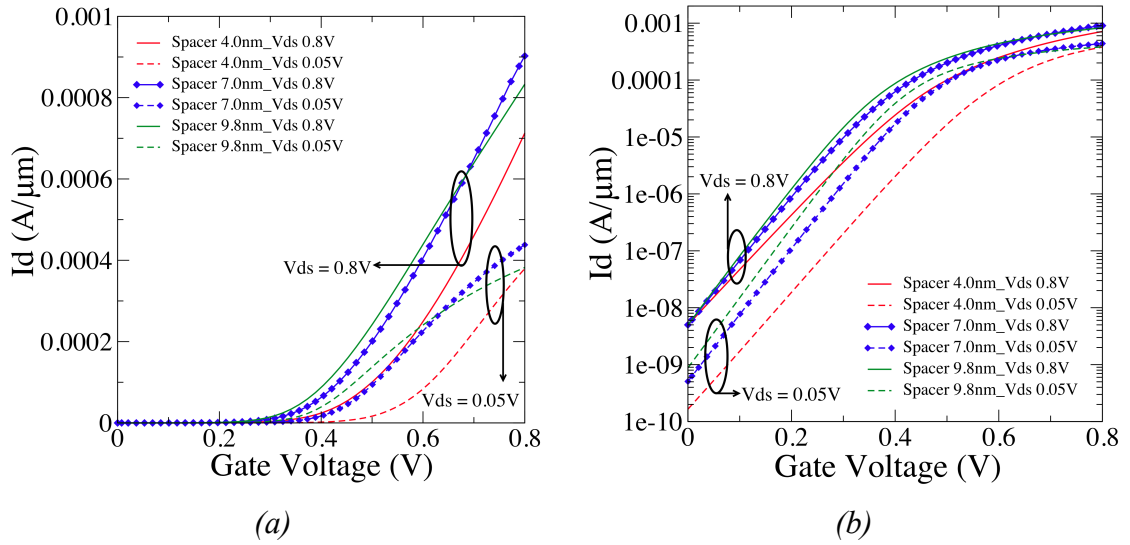 0.001
0.0008
0.0006
0.0004
0.0002
0
Id (A/μm)
Spacer 4.0nm_Vds 0.8V
Spacer 4.0nm_Vds 0.05V
Spacer 7.0nm_Vds 0.8V
Spacer 7.0nm_Vds 0.05V
Spacer 9.8nm_Vds 0.8V
Spacer 9.8nm_Vds 0.05V
Vds = 0.8V
Vds = 0.05V
0 0.2 0.4 0.6 0.8
Gate Voltage (V)
(a)
0.001
0.0001
1e-05
1e-06
1e-07
1e-08
1e-09
1e-10
Id (A/μm)
Vds = 0.8V
Spacer 4.0nm_Vds 0.8V
Spacer 4.0nm_Vds 0.05V
Spacer 7.0nm_Vds 0.8V
Spacer 7.0nm_Vds 0.05V
Spacer 9.8nm_Vds 0.8V
Spacer 9.8nm_Vds 0.05V
Vds = 0.05V
0 0.2 0.4 0.6 0.8
Gate Voltage (V)
(b)